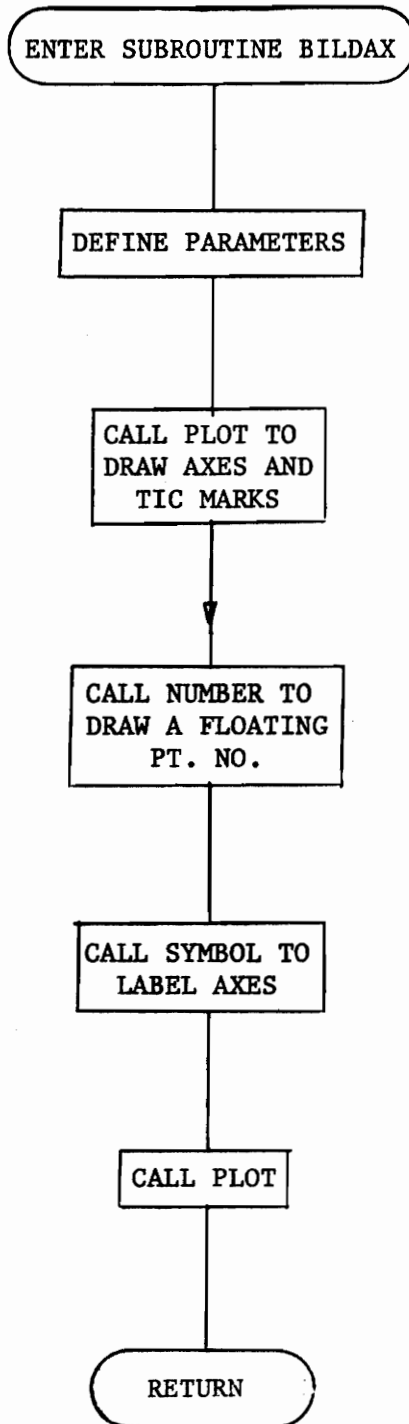 ENTER SUBROUTINE BILDAX
DEFINE PARAMETERS
CALL PLOT TO
DRAW AXES AND
TIC MARKS
CALL NUMBER TO
DRAW A FLOATING
PT. NO.
CALL SYMBOL TO
LABEL AXES
CALL PLOT
RETURN